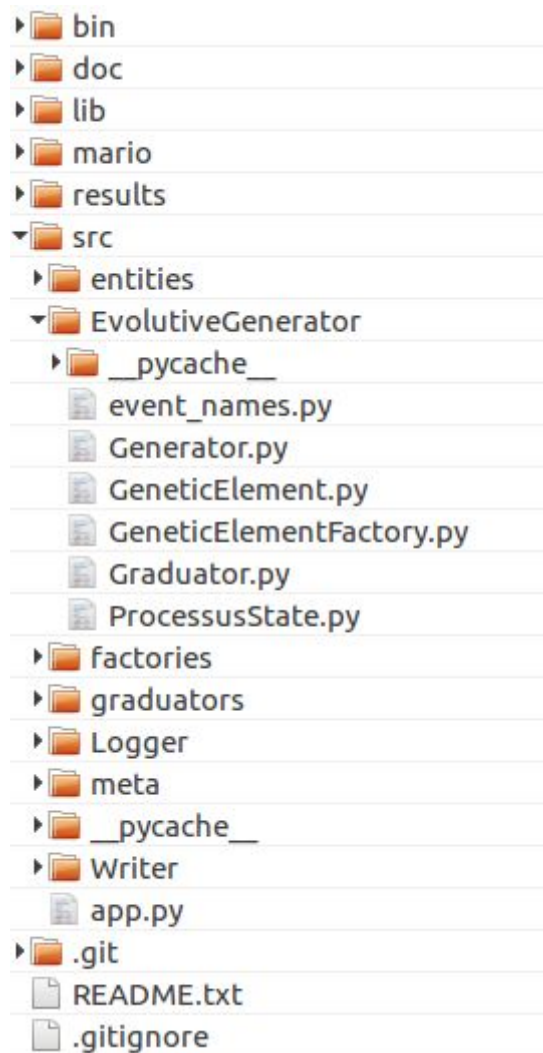 bin
doc
lib
mario
results
src
entities
EvolutiveGenerator
__pycache__
event_names.py
Generator.py
GeneticElement.py
GeneticElementFactory.py
Graduator.py
ProcessusState.py
factories
graduators
Logger
meta
__pycache__
Writer
app.py
.git
README.txt
.gitignore